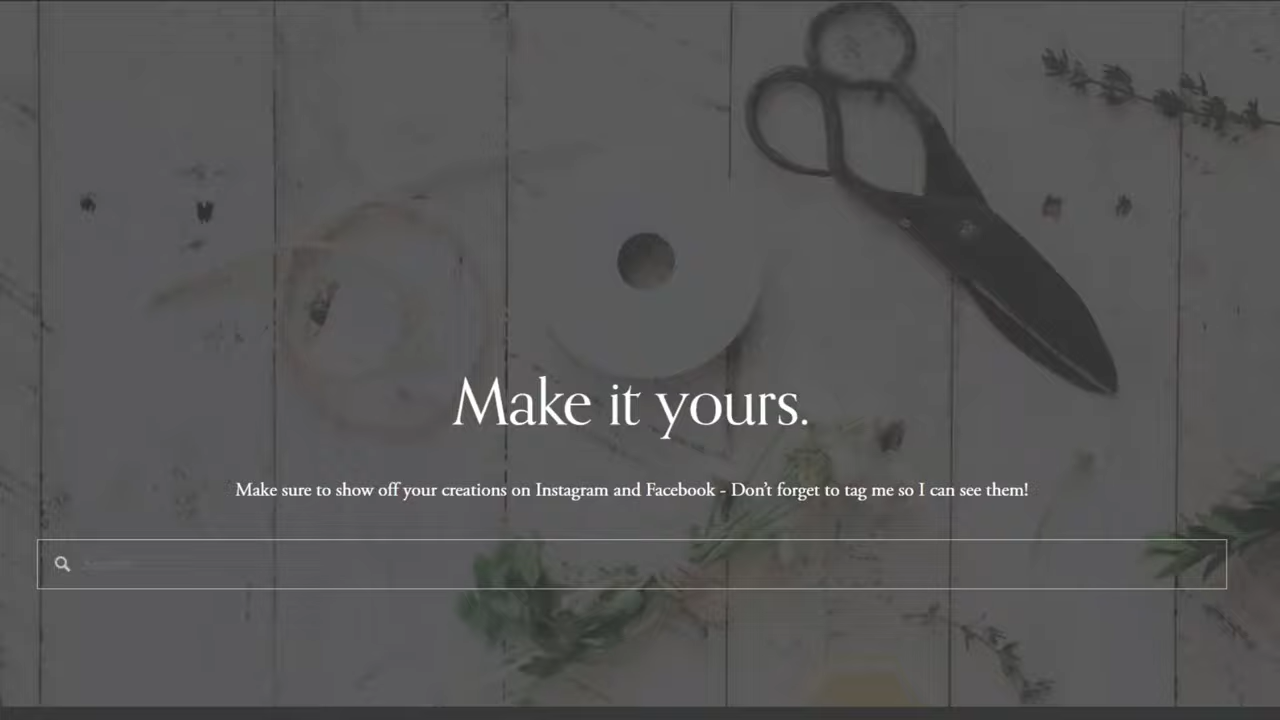 Make it yours.
Make sure to show off your creations on Instagram and Facebook - Don't forget to tag me so I can see them!